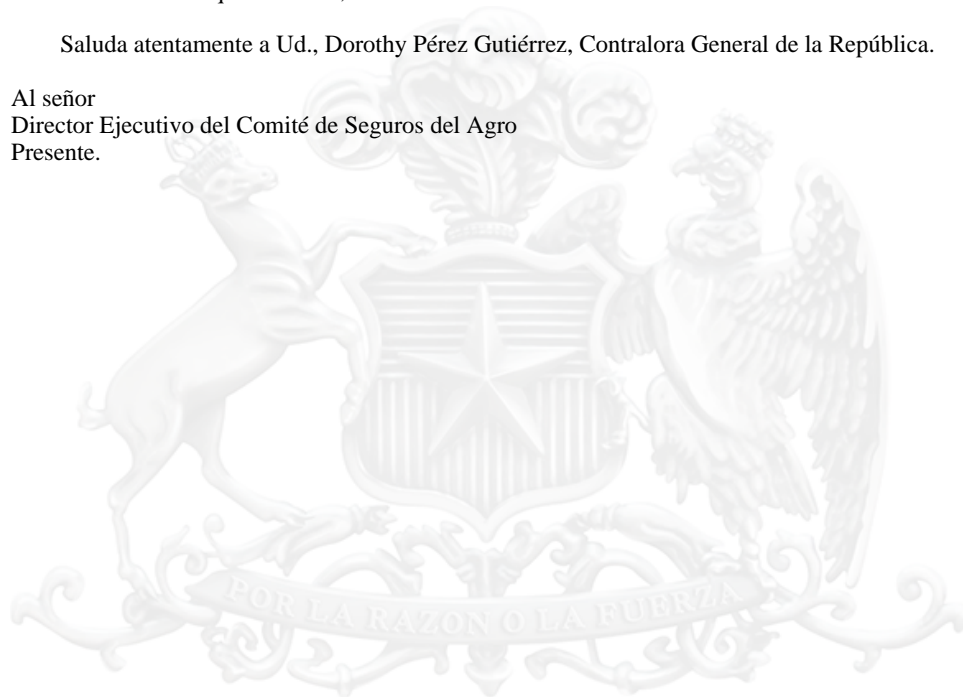 Saluda atentamente a Ud., Dorothy Pérez Gutiérrez, Contralora General de la República.
Al señor
Director Ejecutivo del Comité de Seguros del Agro
Presente.
POR LA RAZON O LA FUERZA